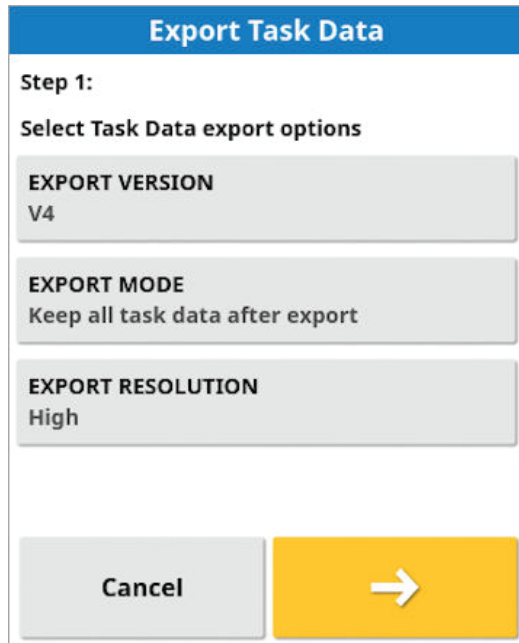 Export Task Data
Step 1:
Select Task Data export options
EXPORT VERSION
V4
EXPORT MODE
Keep all task data after export
EXPORT RESOLUTION
High
Cancel